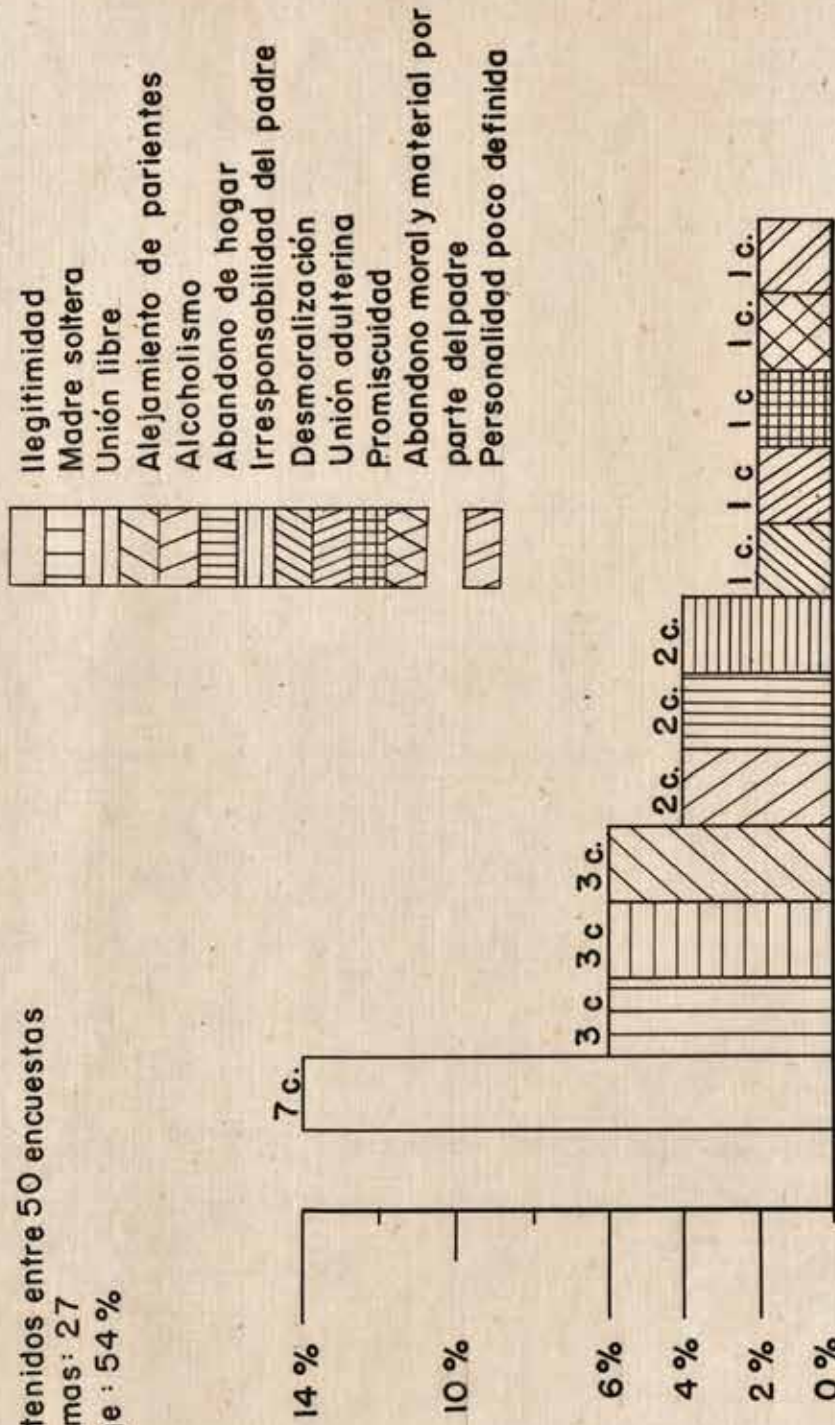 tenidos entre 50 encuestas
mas: 27
e: 54%
Ilegitimidad
Madre soltera
Unión libre
Alejamiento de parientes
Alcoholismo
Abandono de hogar
Irresponsabilidad del padre
Desmoralización
Unión adulterina
Promiscuidad
Abandono moral y material por
parte del padre
Personalidad poco definida
14 %
10 %
6 %
4 %
2 %
0 %
7 c.
3 c
3 c
3 c.
2 c.
2 c.
2 c.
1 c.
1 c
1 c
1 c.
1 c.